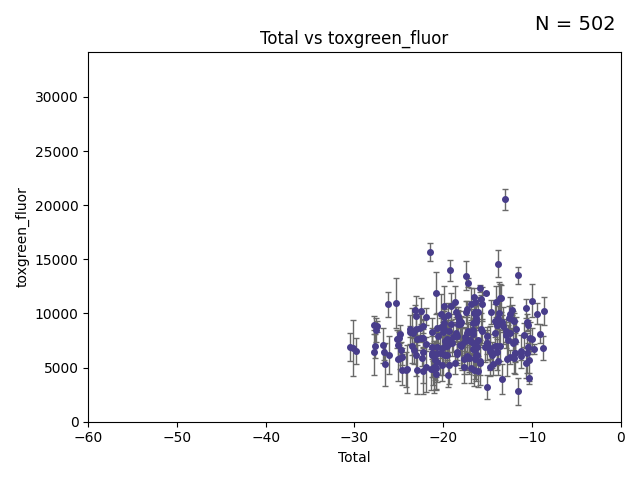 N = 502
Total vs toxgreen_fluor
30000
25000
20000
15000
10000
5000
0
toxgreen_fluor
−60 −50 −40 −30 −20 −10 0
Total